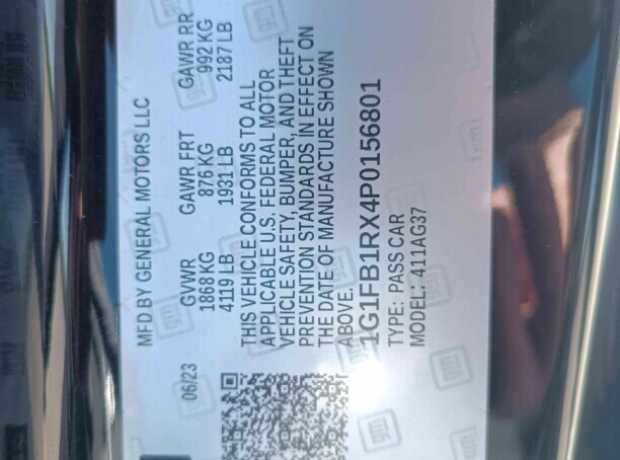 MFD BY GENERAL MOTORS LLC
06/23 GVWR GAWR FRT GAWR RR
1868 KG 876 KG 992 KG
4119 LB 1931 LB 2187 LB
THIS VEHICLE CONFORMS TO ALL
APPLICABLE U.S. FEDERAL MOTOR
VEHICLE SAFETY, BUMPER, AND THEFT
PREVENTION STANDARDS IN EFFECT ON
THE DATE OF MANUFACTURE SHOWN
ABOVE.
1G1FB1RX4P0156801
TYPE: PASS CAR
MODEL: 411AG37